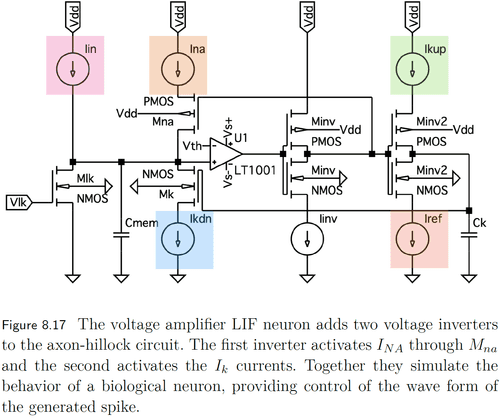 Vdd Vdd Vdd Vdd
Iin Ina Ikup
PMOS Minv Minv2
Vdd Vs+ U1 Vdd Vdd
Mna Vth PMOS PMOS
Vs- LT1001
NMOS Minv Minv2
Mlk Mk NMOS NMOS
Vlk NMOS
Cmem Ikdn Iinv Iref Ck
Figure 8.17 The voltage amplifier LIF neuron adds two voltage inverters
to the axon-hillock circuit. The first inverter activates I_NA through M_na
and the second activates the I_k currents. Together they simulate the
behavior of a biological neuron, providing control of the wave form of
the generated spike.